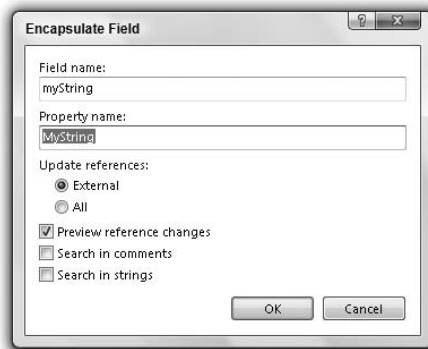 Encapsulate Field
?
Field name:
myString
Property name:
MyString
Update references:
External
All
Preview reference changes
Search in comments
Search in strings
OK Cancel